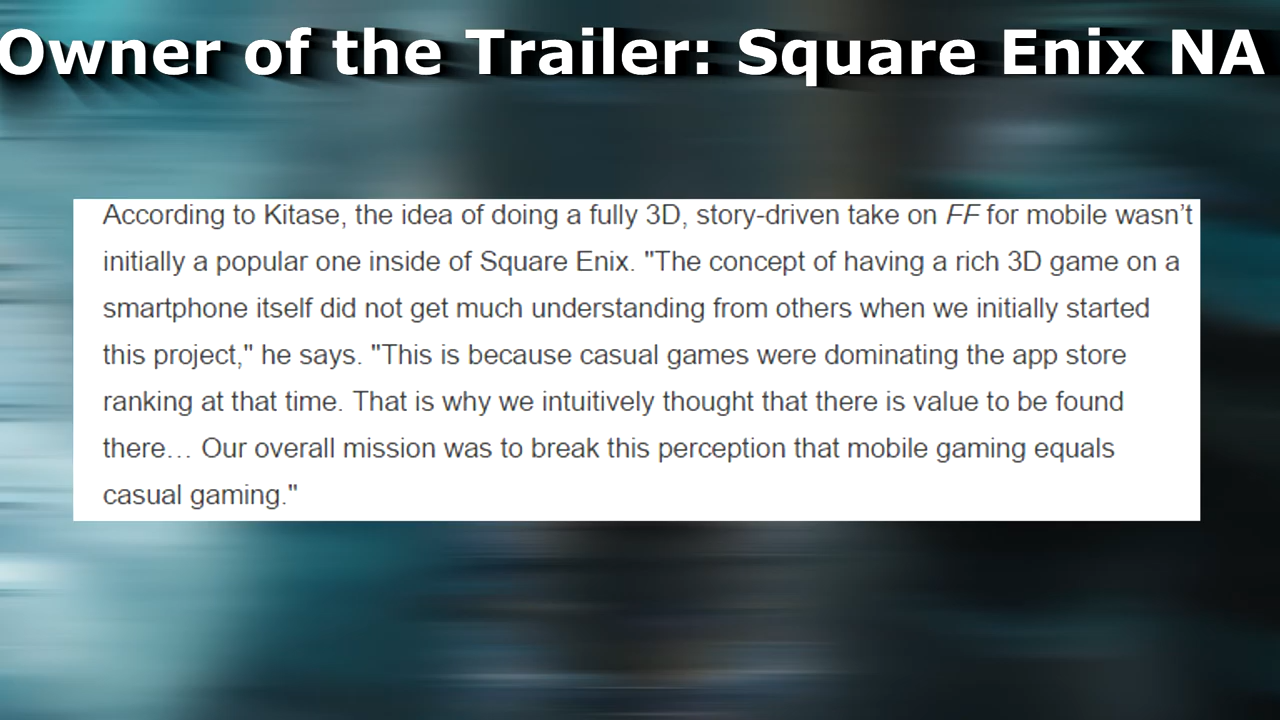 Owner of the Trailer: Square Enix NA
According to Kitase, the idea of doing a fully 3D, story-driven take on FF for mobile wasn’t
initially a popular one inside of Square Enix. "The concept of having a rich 3D game on a
smartphone itself did not get much understanding from others when we initially started
this project," he says. "This is because casual games were dominating the app store
ranking at that time. That is why we intuitively thought that there is value to be found
there… Our overall mission was to break this perception that mobile gaming equals
casual gaming."